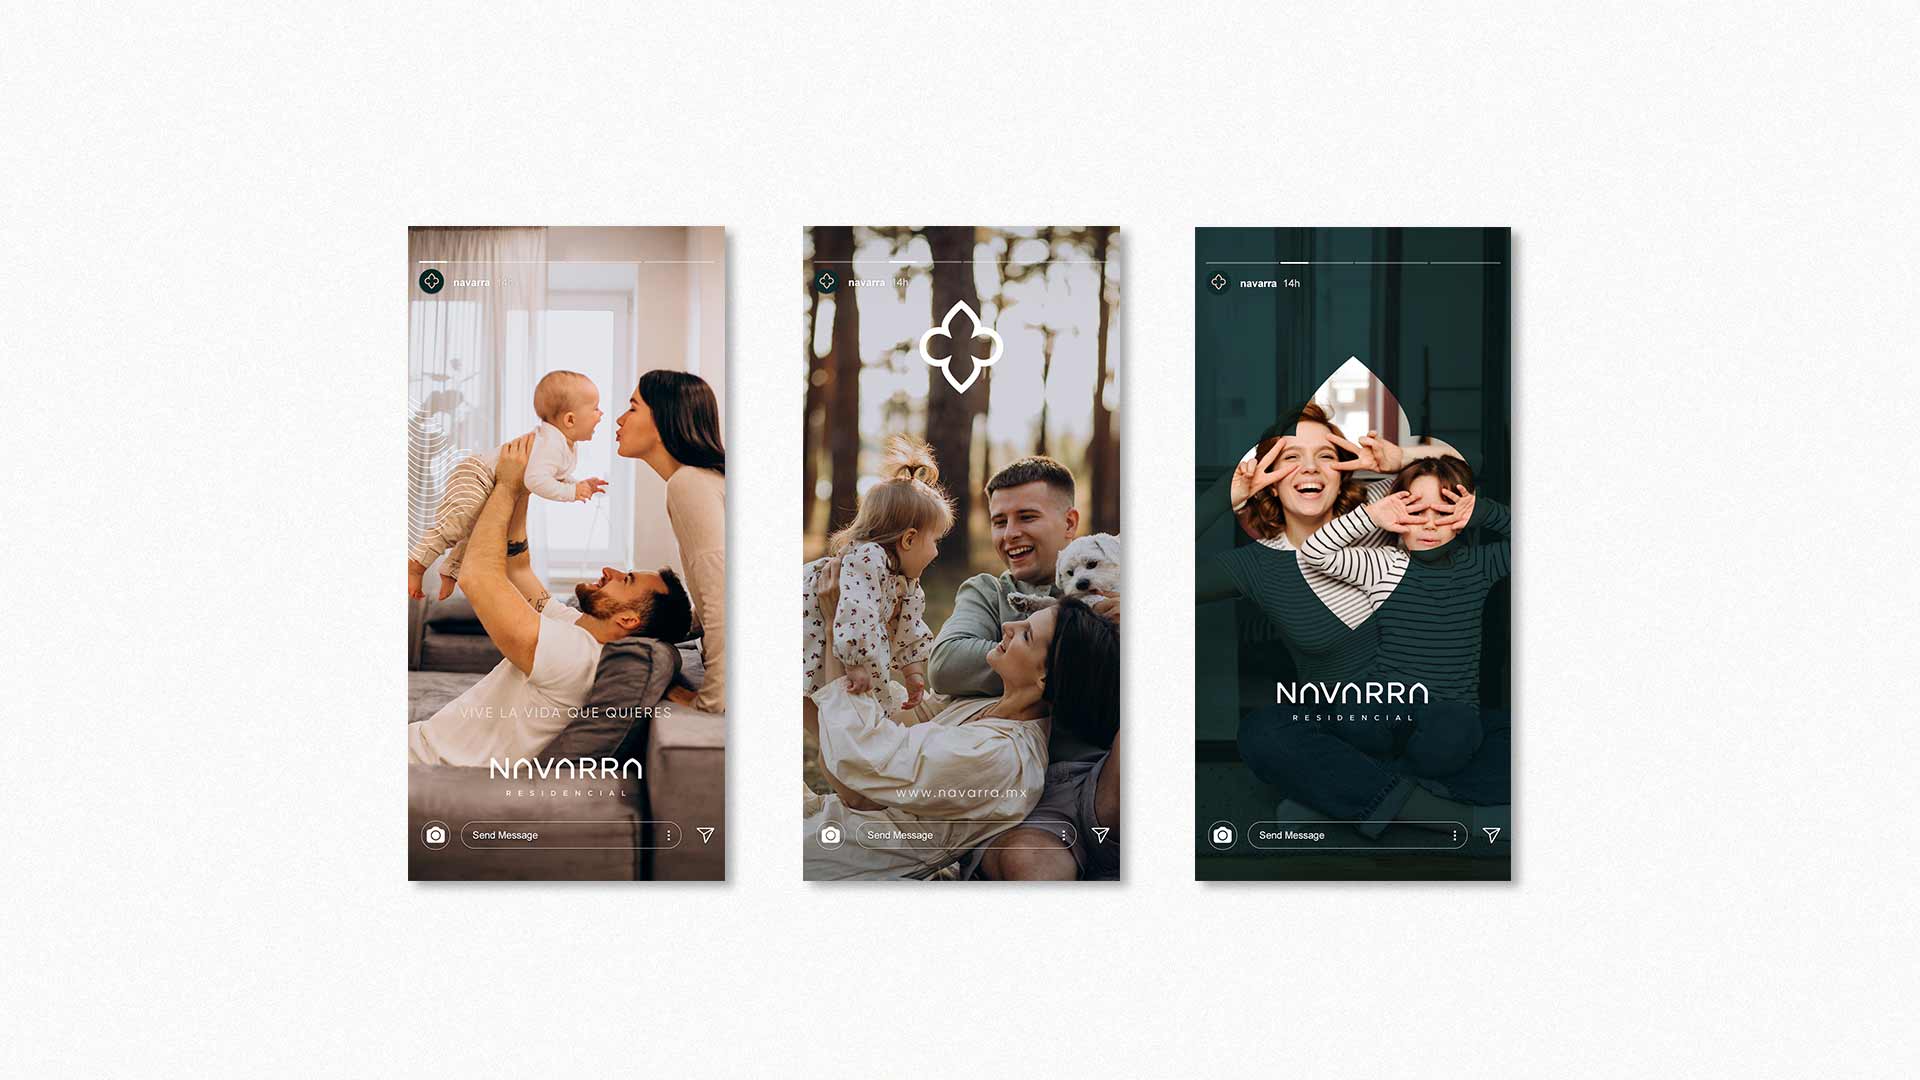 navarra 14h
VIVE LA VIDA QUE QUIERES
NAVARRA
RESIDENCIAL
Send Message
navarra 14h
www.navarra.mx
Send Message
navarra 14h
NAVARRA
RESIDENCIAL
Send Message